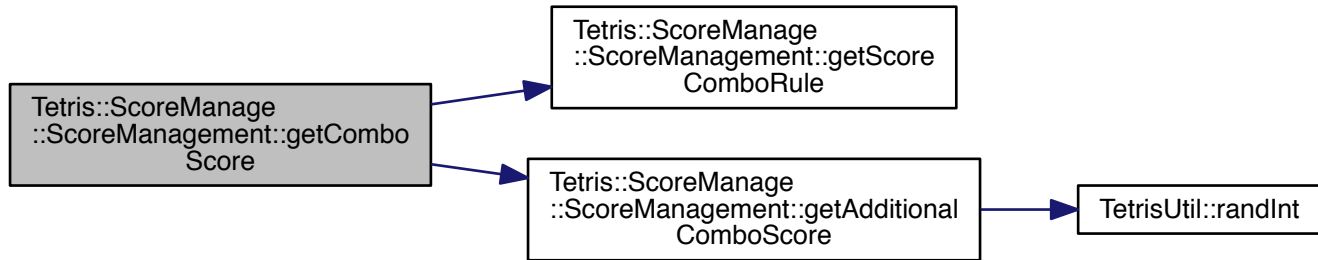 Tetris::ScoreManage
::ScoreManagement::getCombo
Score
Tetris::ScoreManage
::ScoreManagement::getScore
ComboRule
Tetris::ScoreManage
::ScoreManagement::getAdditional
ComboScore
TetrisUtil::randInt